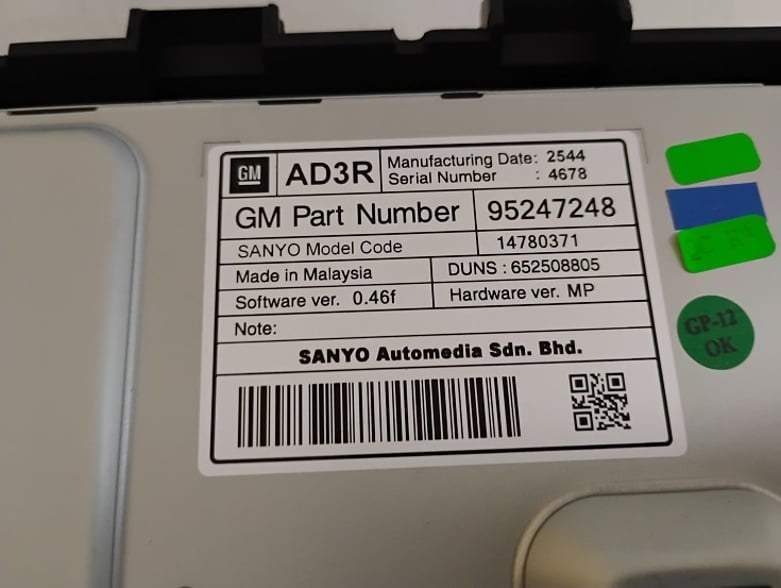 GM AD3R Manufacturing Date: 2544
Serial Number : 4678
GM Part Number 95247248
SANYO Model Code 14780371
Made in Malaysia DUNS : 652508805
Software ver. 0.46f Hardware ver. MP
Note:
SANYO Automedia Sdn. Bhd.
GP-12
OK